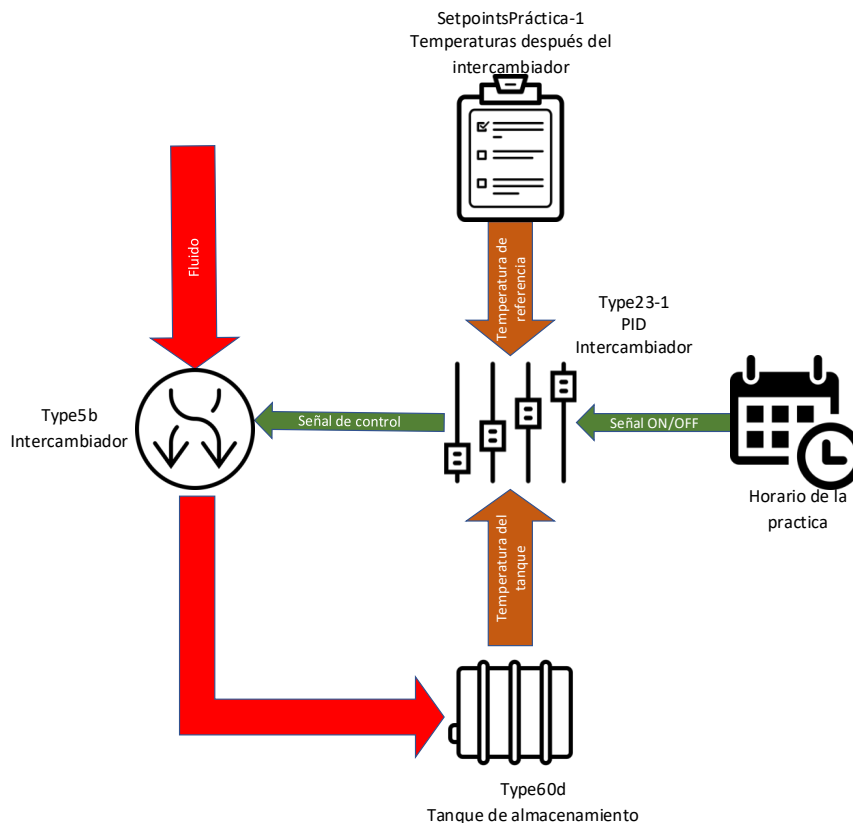 SetpointsPráctica-1
Temperaturas después del
intercambiador
Fluido
Temperatura de
referencia
Type23-1
PID
Intercambiador
Type5b
Intercambiador
Señal de control
Señal ON/OFF
Horario de la
practica
Temperatura del
tanque
Type60d
Tanque de almacenamiento